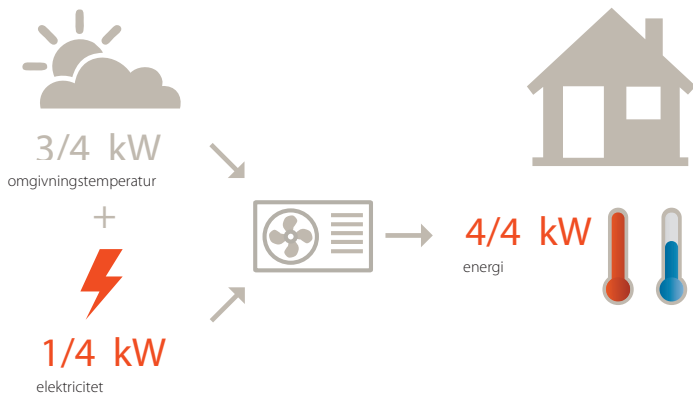 3/4 kW
omgivningstemperatur
+
1/4 kW
elektricitet
4/4 kW
energi